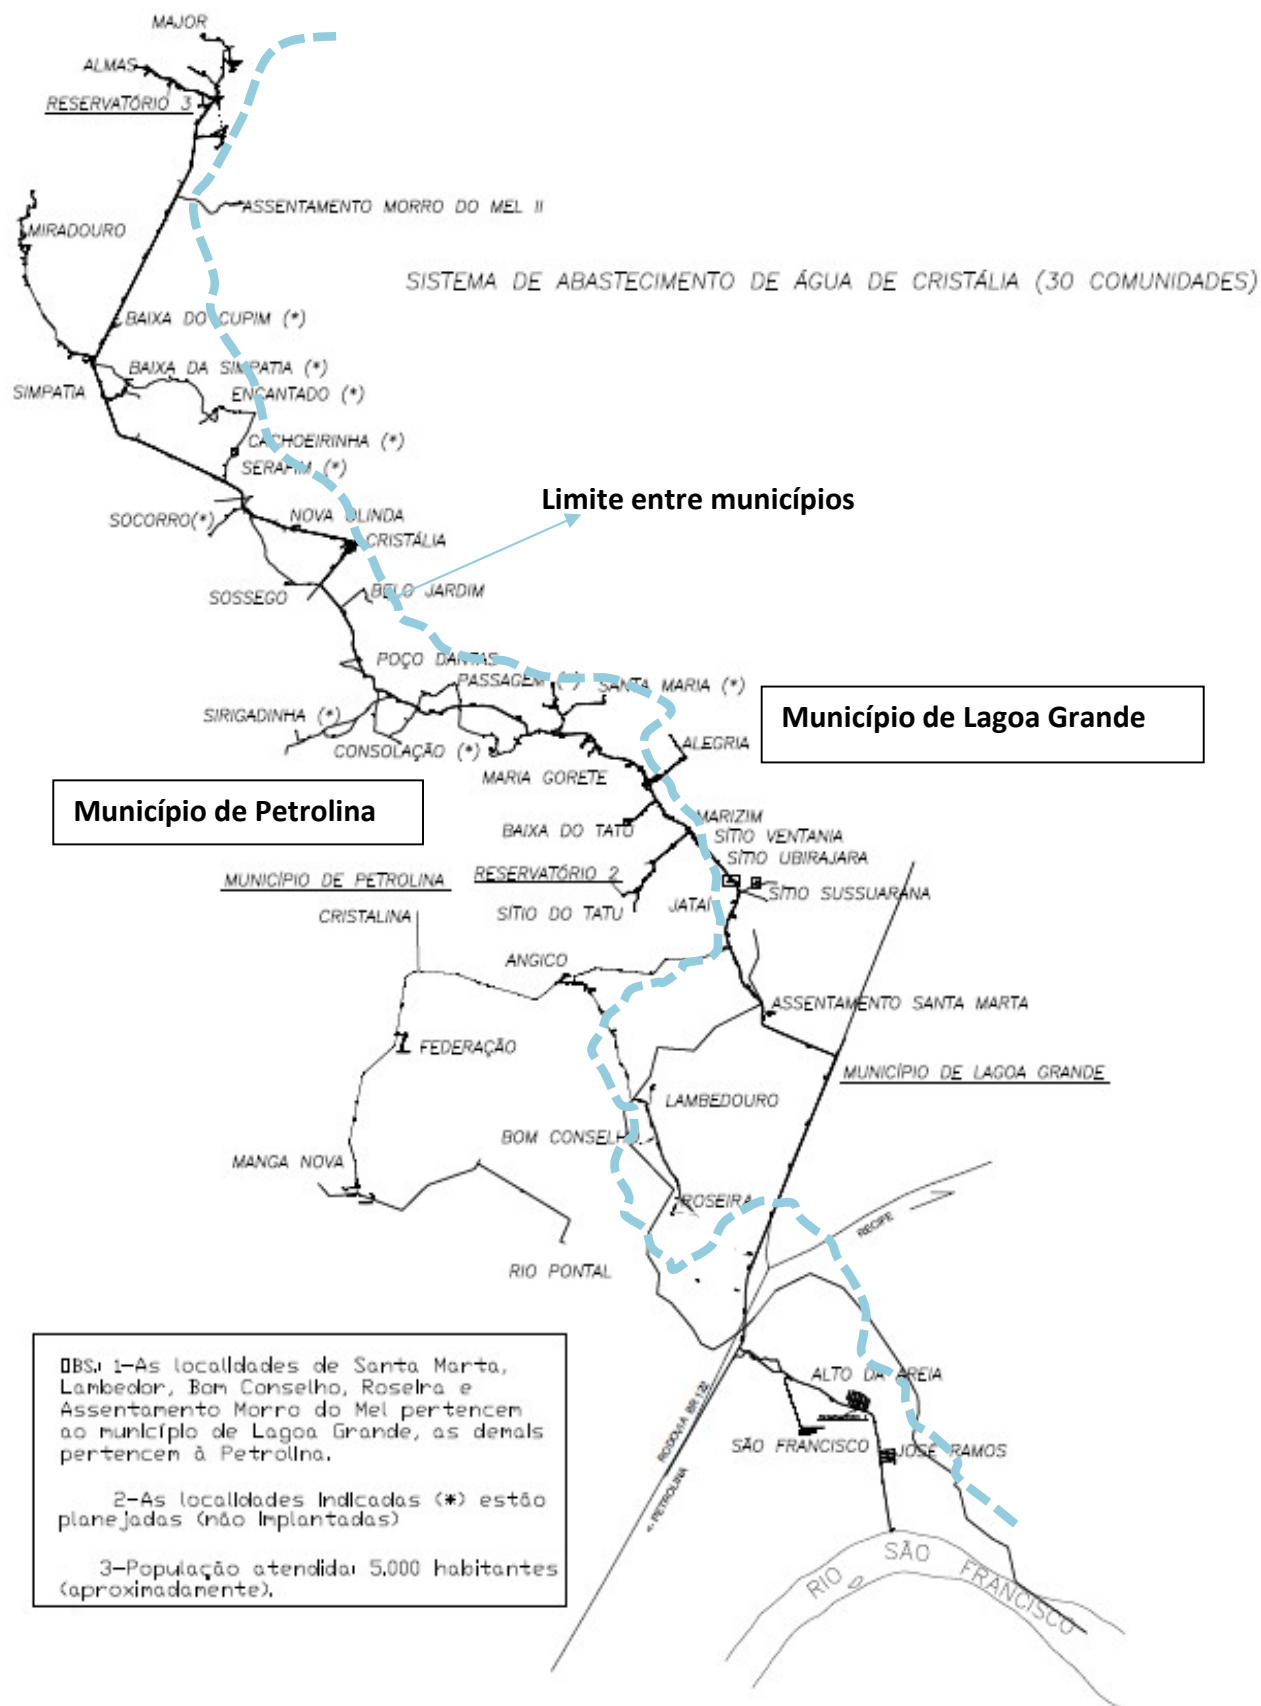 MAJOR
ALMAS
RESERVATÓRIO 3
ASSENTAMENTO MORRO DO MEL II
MIRADOURO
SISTEMA DE ABASTECIMENTO DE ÁGUA DE CRISTÁLIA (30 COMUNIDADES)
BAIXA DO CUPIM (*)
BAIXA DA SIMPATIA (*)
SIMPATIA
ENCANTADO (*)
CACHOEIRINHA (*)
SERAFIM (*)
Limite entre municípios
SOCORRO(*)
NOVA OLINDA
CRISTÁLIA
SOSSEGO
BELO JARDIM
POÇO DANTAS
PASSAGEM (*)
SANTA MARIA (*)
SIRIGADINHA (*)
Município de Lagoa Grande
CONSOLAÇÃO (*)
ALEGRIA
MARIA GORETE
Município de Petrolina
MARIZIM
BAIXA DO TATÚ
SÍTIO VENTANIA
SÍTIO UBIRAJARA
MUNICÍPIO DE PETROLINA
RESERVATÓRIO 2
SÍTIO SUSSUARANA
CRISTALINA
SÍTIO DO TATU
JATAÍ
ANGICO
ASSENTAMENTO SANTA MARTA
FEDERAÇÃO
MUNICÍPIO DE LAGOA GRANDE
LAMBEDOURO
BOM CONSELHO
MANGA NOVA
ROSEIRA
RECIFE
RIO PONTAL
OBS.: 1-As localidades de Santa Marta,
Lambedor, Bom Conselho, Roseira e
Assentamento Morro do Mel pertencem
ao município de Lagoa Grande, as demais
pertencem à Petrolina.
2-As localidades indicadas (*) estão
planejadas (não implantadas)
3-População atendida: 5.000 habitantes
(aproximadamente).
ALTO DA AREIA
RODOVIA BR 122
SÃO FRANCISCO
JOSÉ RAMOS
<- PETROLINA
RIO SÃO FRANCISCO